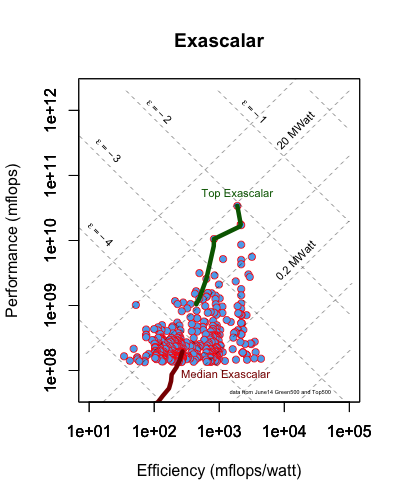 Exascalar
Performance (mflops)
1e+12
1e+11
1e+10
1e+09
1e+08
ε = −1
ε = −2
ε = −3
ε = −4
20 MWatt
0.2 MWatt
Top Exascalar
Median Exascalar
data from June14 Green500 and Top500
1e+01 1e+02 1e+03 1e+04 1e+05
Efficiency (mflops/watt)